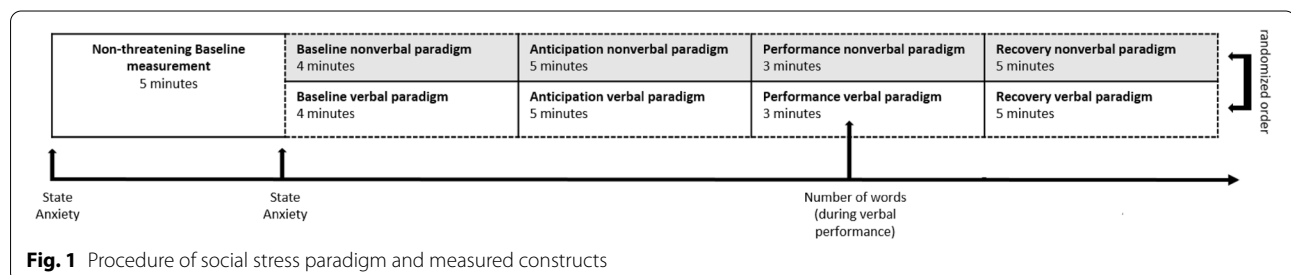 Non-threatening Baseline
measurement
5 minutes
Baseline nonverbal paradigm
4 minutes
Anticipation nonverbal paradigm
5 minutes
Performance nonverbal paradigm
3 minutes
Recovery nonverbal paradigm
5 minutes
Baseline verbal paradigm
4 minutes
Anticipation verbal paradigm
5 minutes
Performance verbal paradigm
3 minutes
Recovery verbal paradigm
5 minutes
randomized order
State
Anxiety
State
Anxiety
Number of words
(during verbal
performance)
Fig. 1 Procedure of social stress paradigm and measured constructs